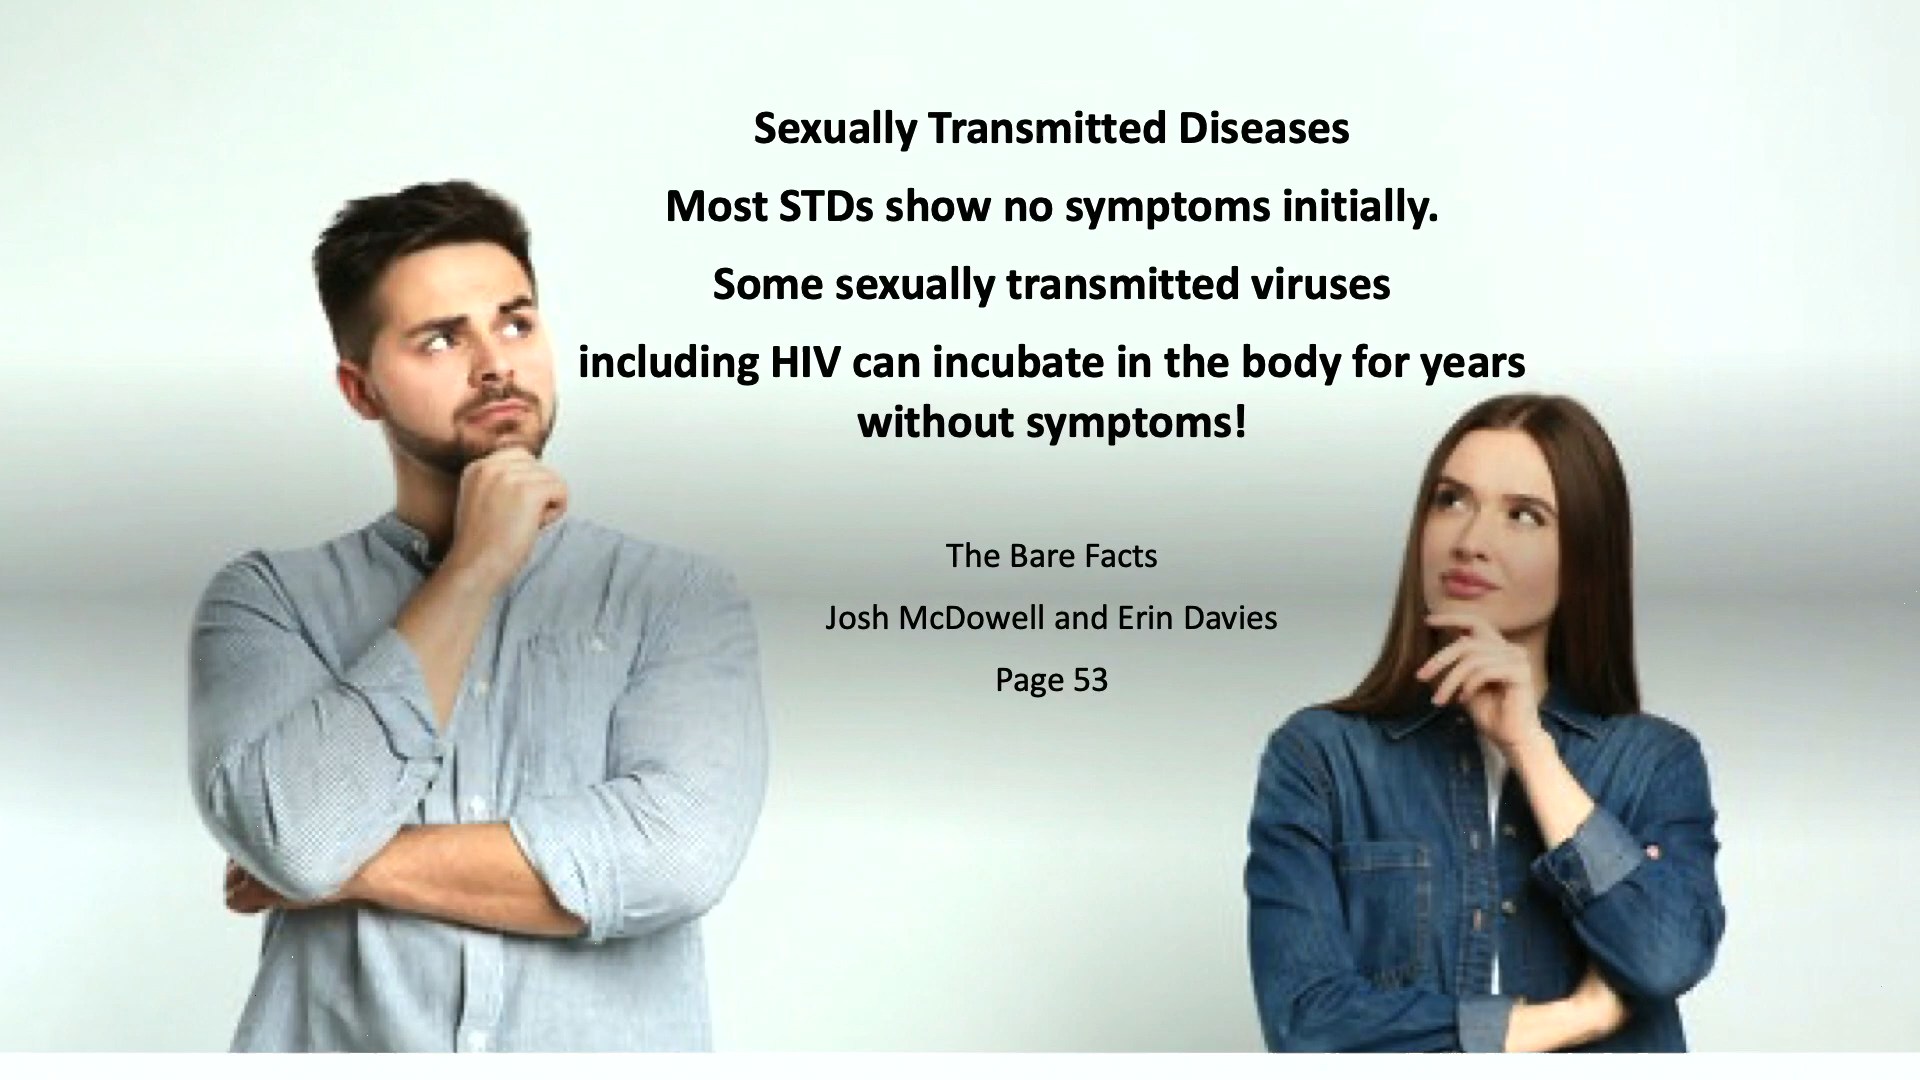 Sexually Transmitted Diseases
Most STDs show no symptoms initially.
Some sexually transmitted viruses
including HIV can incubate in the body for years
without symptoms!
The Bare Facts
Josh McDowell and Erin Davies
Page 53